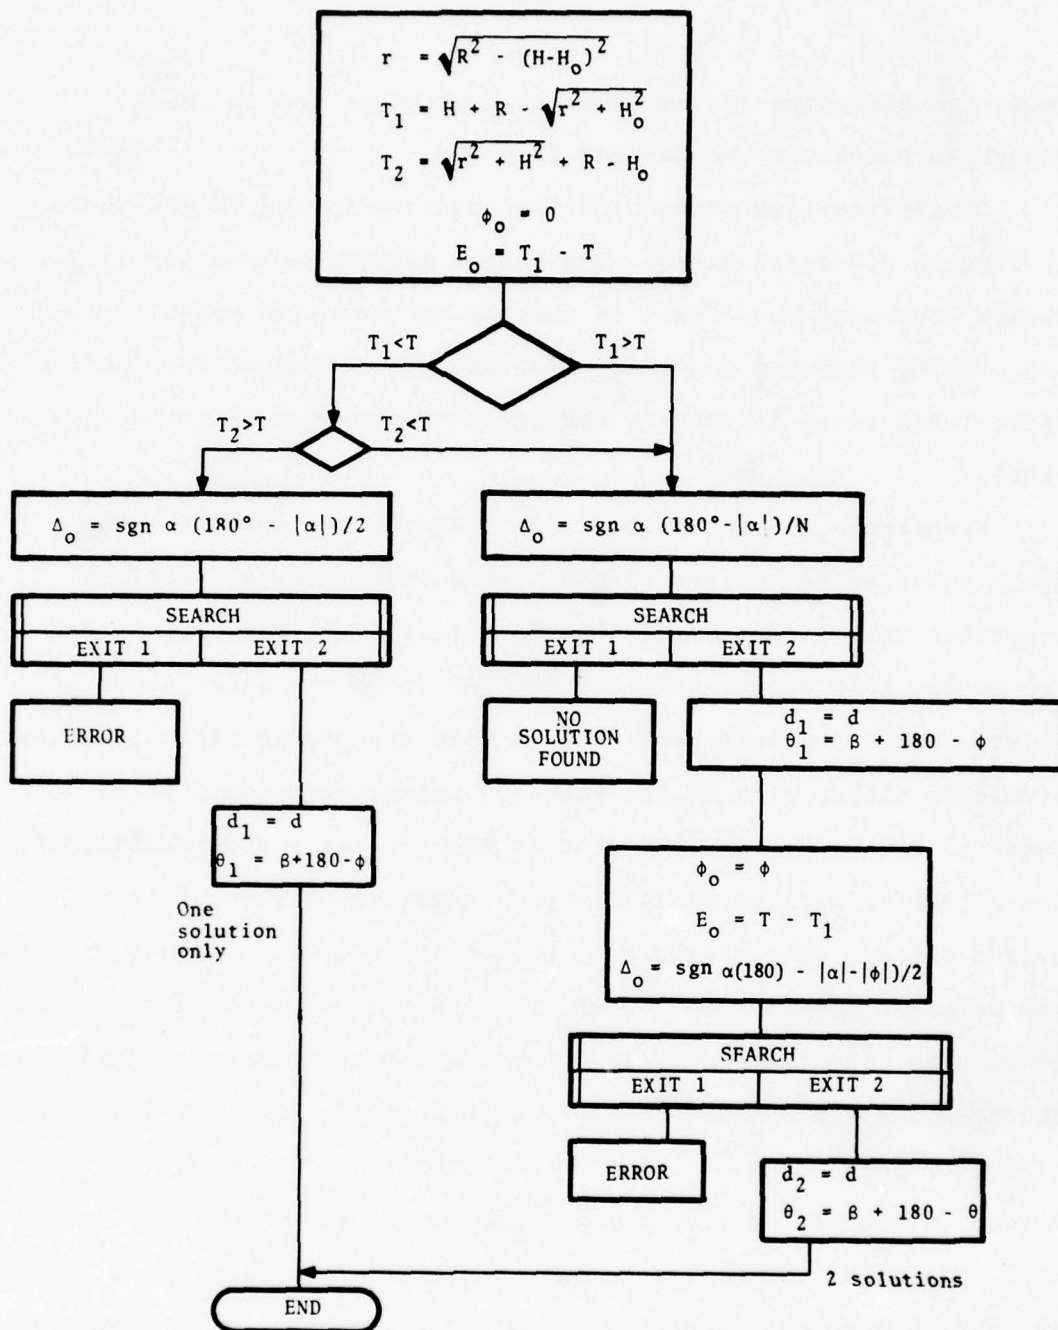 r = √R² - (H-H₀)²
T₁ = H + R - √r² + H₀²
T₂ = √r² + H² + R - H₀
ϕ₀ = 0
E₀ = T₁ - T
T₁<T
T₁>T
T₂>T
T₂<T
Δ₀ = sgn α (180° - |α|)/2
Δ₀ = sgn α (180°-|α|)/N
SEARCH
EXIT 1
EXIT 2
SEARCH
EXIT 1
EXIT 2
ERROR
NO
SOLUTION
FOUND
d₁ = d
θ₁ = β + 180 - ϕ
d₁ = d
θ₁ = β+180-ϕ
One
solution
only
ϕ₀ = ϕ
E₀ = T - T₁
Δ₀ = sgn α(180) - |α|-|ϕ|)/2
SFARCH
EXIT 1
EXIT 2
ERROR
d₂ = d
θ₂ = β + 180 - θ
2 solutions
END